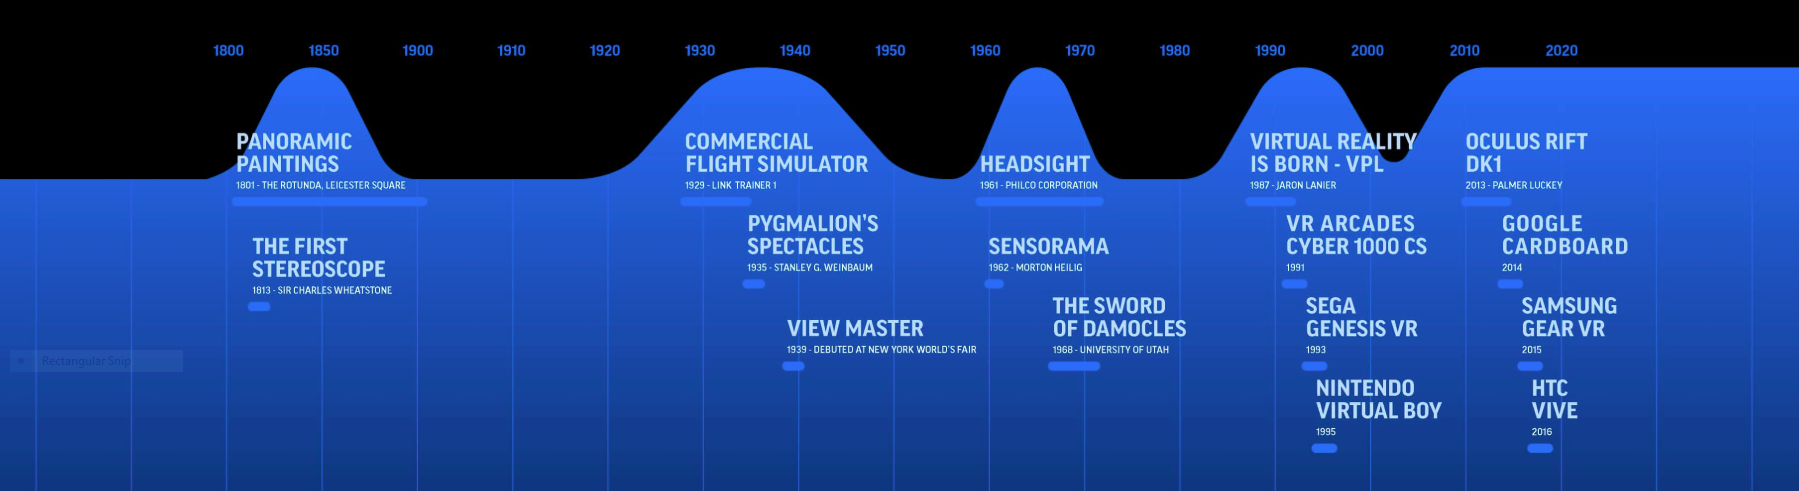 1800 1850 1900 1910 1920 1930 1940 1950 1960 1970 1980 1990 2000 2010 2020
PANORAMIC
PAINTINGS
1801 - THE ROTUNDA, LEICESTER SQUARE
THE FIRST
STEREOSCOPE
1813 - SIR CHARLES WHEATSTONE
COMMERCIAL
FLIGHT SIMULATOR
1929 - LINK TRAINER 1
PYGMALION'S
SPECTACLES
1935 - STANLEY G. WEINBAUM
VIEW MASTER
1939 - DEBUTED AT NEW YORK WORLD'S FAIR
HEADSIGHT
1961 - PHILCO CORPORATION
SENSORAMA
1962 - MORTON HEILIG
THE SWORD
OF DAMOCLES
1968 - UNIVERSITY OF UTAH
VIRTUAL REALITY
IS BORN - VPL
1987 - JARON LANIER
VR ARCADES
CYBER 1000 CS
1991
SEGA
GENESIS VR
1993
NINTENDO
VIRTUAL BOY
1995
OCULUS RIFT
DK1
2013 - PALMER LUCKEY
GOOGLE
CARDBOARD
2014
SAMSUNG
GEAR VR
2015
HTC
VIVE
2016
Rectangular Snip